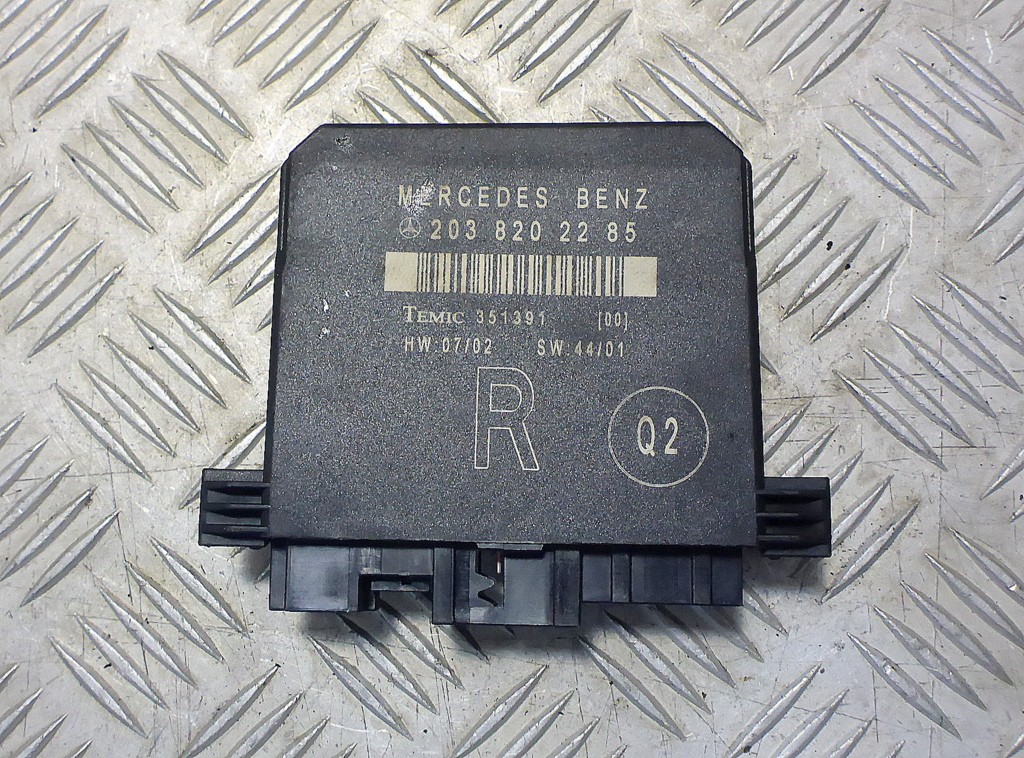 MERCEDES BENZ
203 820 22 85
TEMIC 351391 [00]
HW:07/02 SW:44/01
R
Q2